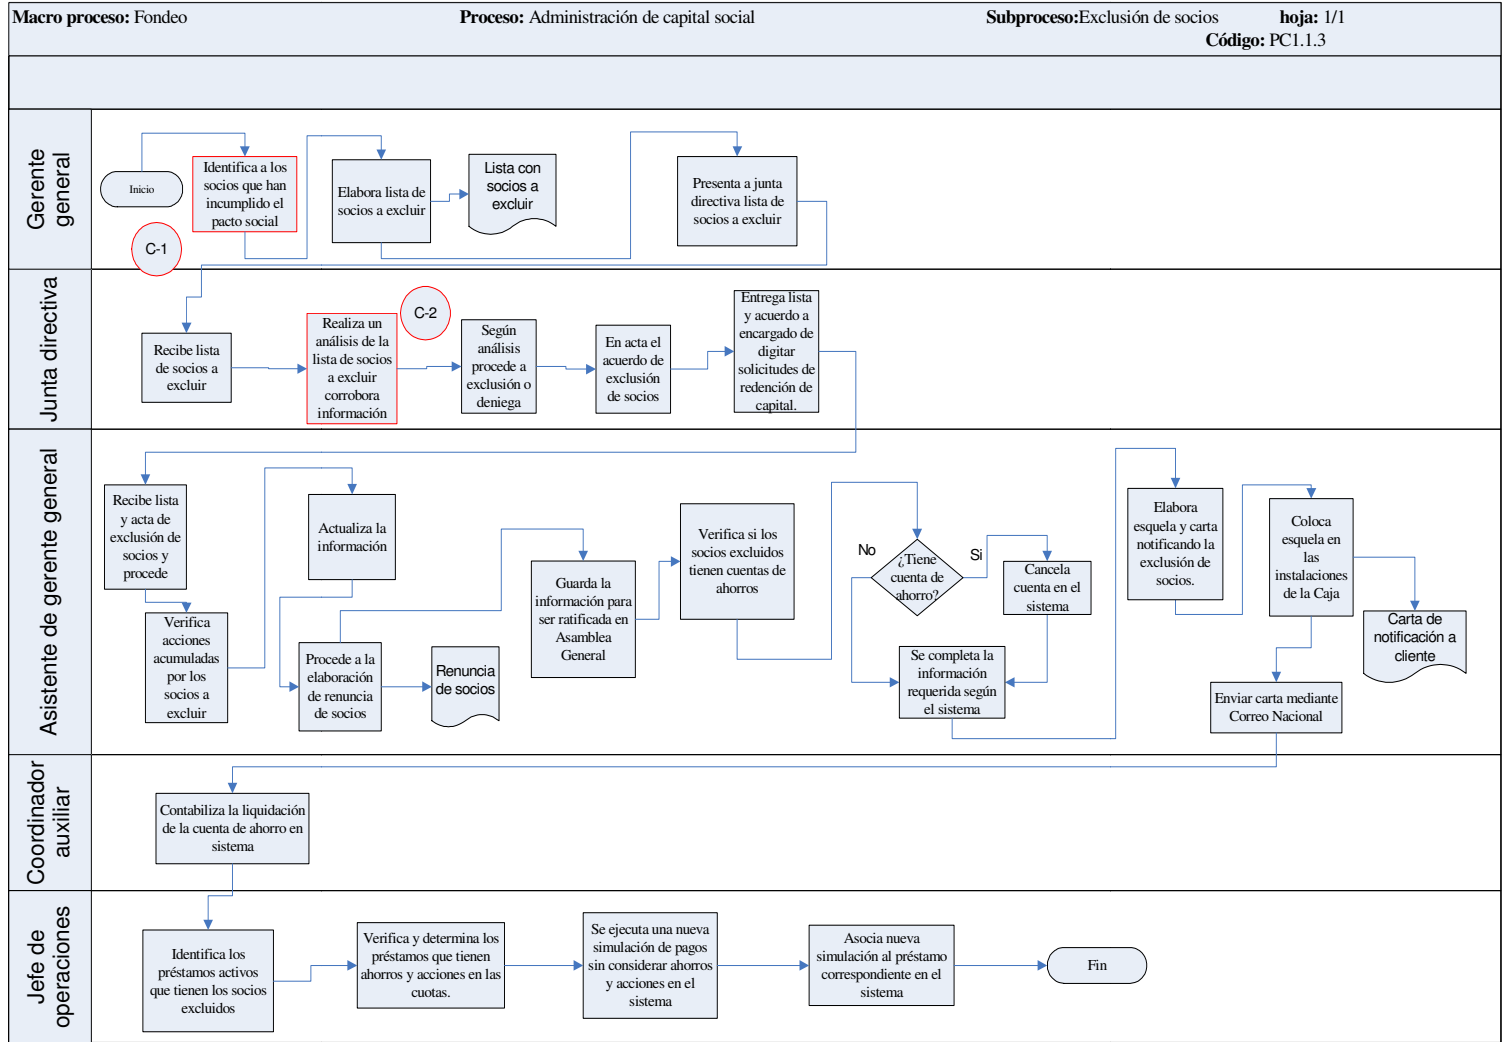 Macro proceso: Fondeo Proceso: Administración de capital social Subproceso:Exclusión de socios hoja: 1/1
Código: PC1.1.3
Gerente
general
Inicio
Identifica a los
socios que han
incumplido el
pacto social
C-1
Elabora lista de
socios a excluir
Lista con
socios a
excluir
Presenta a junta
directiva lista de
socios a excluir
Junta directiva
Recibe lista
de socios a
excluir
Realiza un
análisis de la
lista de socios
a excluir
corrobora
información
C-2
Según
análisis
procede a
exclusión o
deniega
En acta el
acuerdo de
exclusión
de socios
Entrega lista
y acuerdo a
encargado de
digitar
solicitudes de
redención de
capital.
Asistente de gerente general
Recibe lista
y acta de
exclusión de
socios y
procede
Verifica
acciones
acumuladas
por los
socios a
excluir
Actualiza la
información
Procede a la
elaboración
de renuncia
de socios
Renuncia
de socios
Guarda la
información para
ser ratificada en
Asamblea
General
Verifica si los
socios excluidos
tienen cuentas de
ahorros
No
¿Tiene
cuenta de
ahorro?
Si
Cancela
cuenta en el
sistema
Se completa la
información
requerida según
el sistema
Elabora
esquela y carta
notificando la
exclusión de
socios.
Coloca
esquela en
las
instalaciones
de la Caja
Carta de
notificación a
cliente
Enviar carta mediante
Correo Nacional
Coordinador
auxiliar
Contabiliza la liquidación
de la cuenta de ahorro en
sistema
Jefe de
operaciones
Identifica los
préstamos activos
que tienen los socios
excluidos
Verifica y determina los
préstamos que tienen
ahorros y acciones en las
cuotas.
Se ejecuta una nueva
simulación de pagos
sin considerar ahorros
y acciones en el
sistema
Asocia nueva
simulación al préstamo
correspondiente en el
sistema
Fin